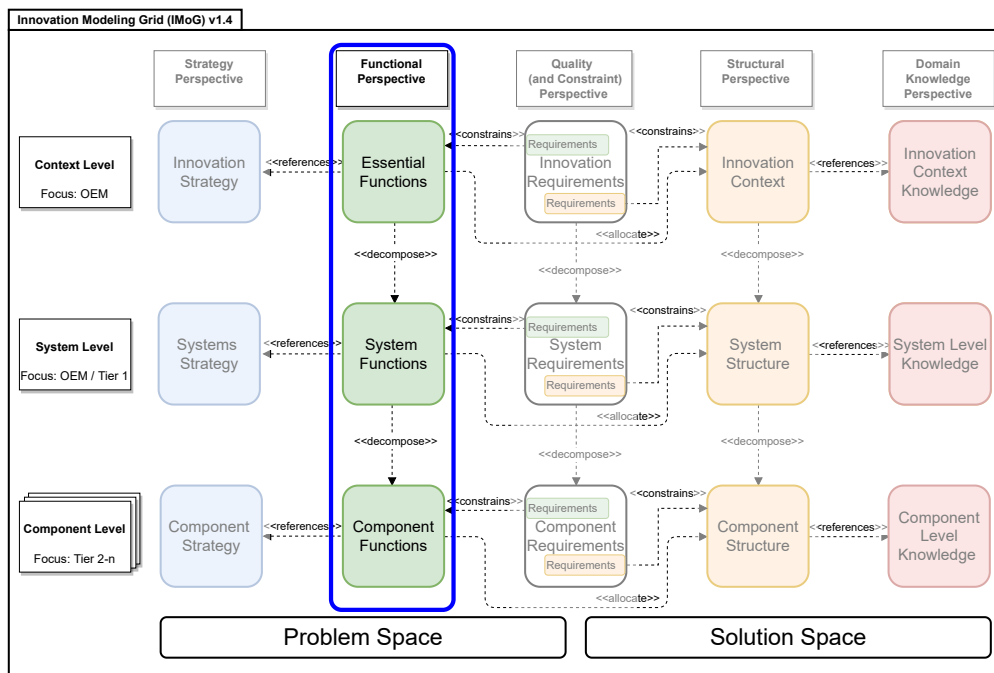 Innovation Modeling Grid (IMoG) v1.4
Strategy
Perspective
Functional
Perspective
Quality
(and Constraint)
Perspective
Structural
Perspective
Domain
Knowledge
Perspective
Context Level
Focus: OEM
Innovation
Strategy
<<references>>
Essential
Functions
<<constrains>>
Requirements
Innovation
Requirements
Requirements
<<constrains>>
<<allocate>>
Innovation
Context
<<references>>
Innovation
Context
Knowledge
<<decompose>>
<<decompose>>
<<decompose>>
System Level
Focus: OEM / Tier 1
Systems
Strategy
<<references>>
System
Functions
<<constrains>>
Requirements
System
Requirements
Requirements
<<constrains>>
<<allocate>>
System
Structure
<<references>>
System Level
Knowledge
<<decompose>>
<<decompose>>
<<decompose>>
Component Level
Focus: Tier 2-n
Component
Strategy
<<references>>
Component
Functions
<<constrains>>
Requirements
Component
Requirements
Requirements
<<constrains>>
<<allocate>>
Component
Structure
<<references>>
Component
Level
Knowledge
Problem Space
Solution Space